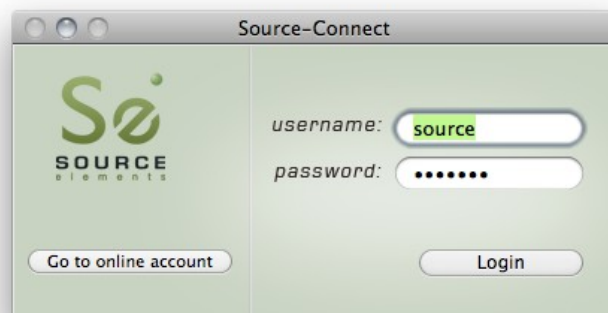 Source-Connect
Se
SOURCE
elements
username: source
password: •••••••
Go to online account
Login